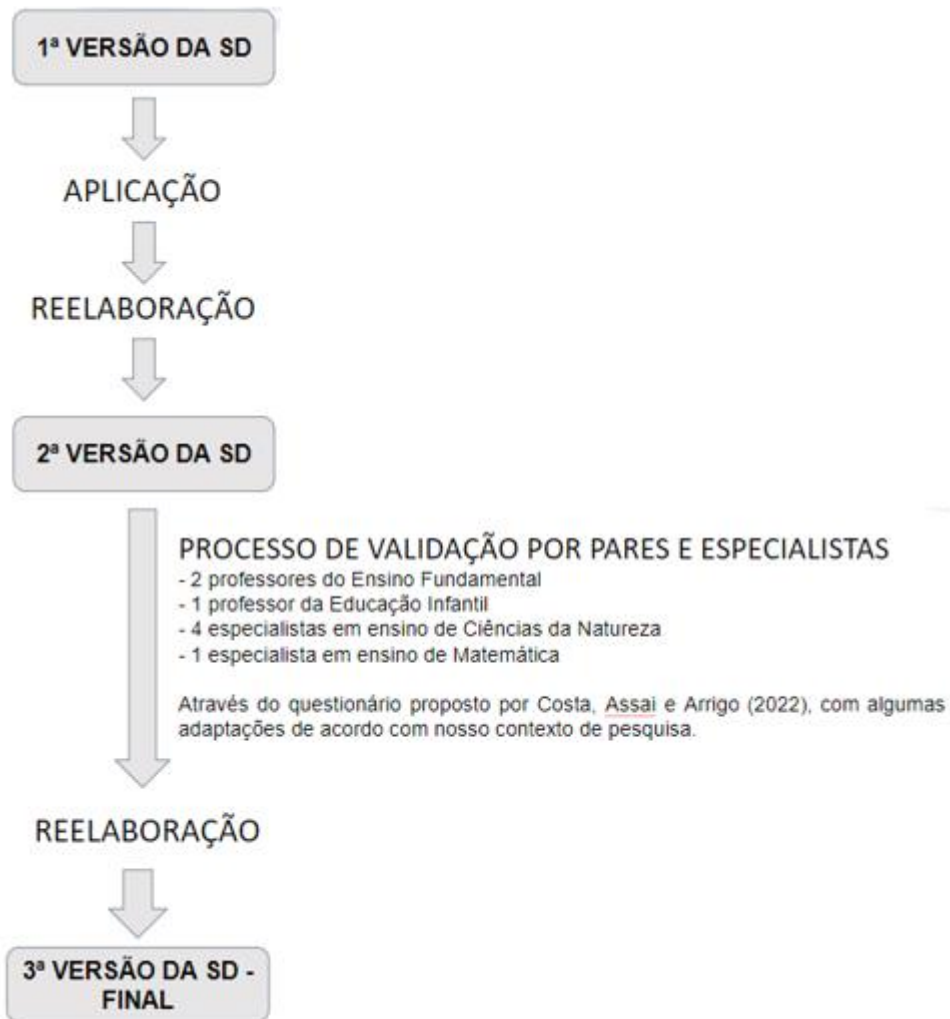 1ª VERSÃO DA SD
APLICAÇÃO
REELABORAÇÃO
2ª VERSÃO DA SD
PROCESSO DE VALIDAÇÃO POR PARES E ESPECIALISTAS
- 2 professores do Ensino Fundamental
- 1 professor da Educação Infantil
- 4 especialistas em ensino de Ciências da Natureza
- 1 especialista em ensino de Matemática
Através do questionário proposto por Costa, Assai e Arrigo (2022), com algumas
adaptações de acordo com nosso contexto de pesquisa.
REELABORAÇÃO
3ª VERSÃO DA SD -
FINAL